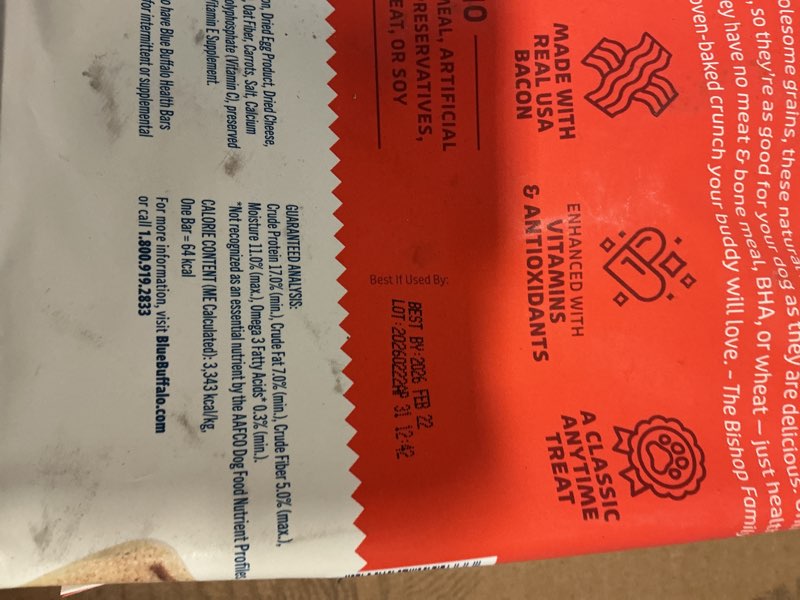 olesome grains, these natural
, so they're as good for your dog as they are delicious.
ey have no meat & bone meal, BHA, or wheat – just healt
oven-baked crunch your buddy will love. – The Bishop Famil
MADE WITH
REAL USA
BACON
ENHANCED WITH
VITAMINS
& ANTIOXIDANTS
A CLASSIC
ANYTIME
TREAT
NO
MEAL, ARTIFICIAL
PRESERVATIVES,
EAT, OR SOY
Best If Used By:
BEST BY:2026 FEB 22
31 12:42
on, Dried Egg Product, Dried Cheese,
, Oat Fiber, Carrots, Salt, Calcium
olyphosphate (Vitamin C), preserved
itamin E Supplement.
o have Blue Buffalo Health Bars
for intermittent or supplemental
GUARANTEED ANALYSIS:
Crude Protein 17.0% (min.), Crude Fat 7.0% (min.), Crude Fiber 5.0% (max.),
Moisture 11.0% (max.), Omega 3 Fatty Acids* 0.3% (min.).
*Not recognized as an essential nutrient by the AAFCO Dog Food Nutrient Profiles
CALORIE CONTENT (ME Calculated): 3,343 kcal/kg,
One Bar = 64 kcal
For more information, visit BlueBuffalo.com
or call 1.800.919.2833